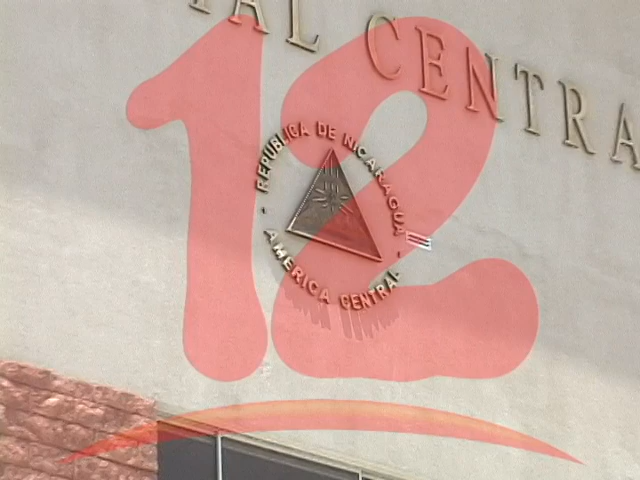 AL CENTRA
12
REPUBLICA DE NICARAGUA
AMERICA CENTRAL